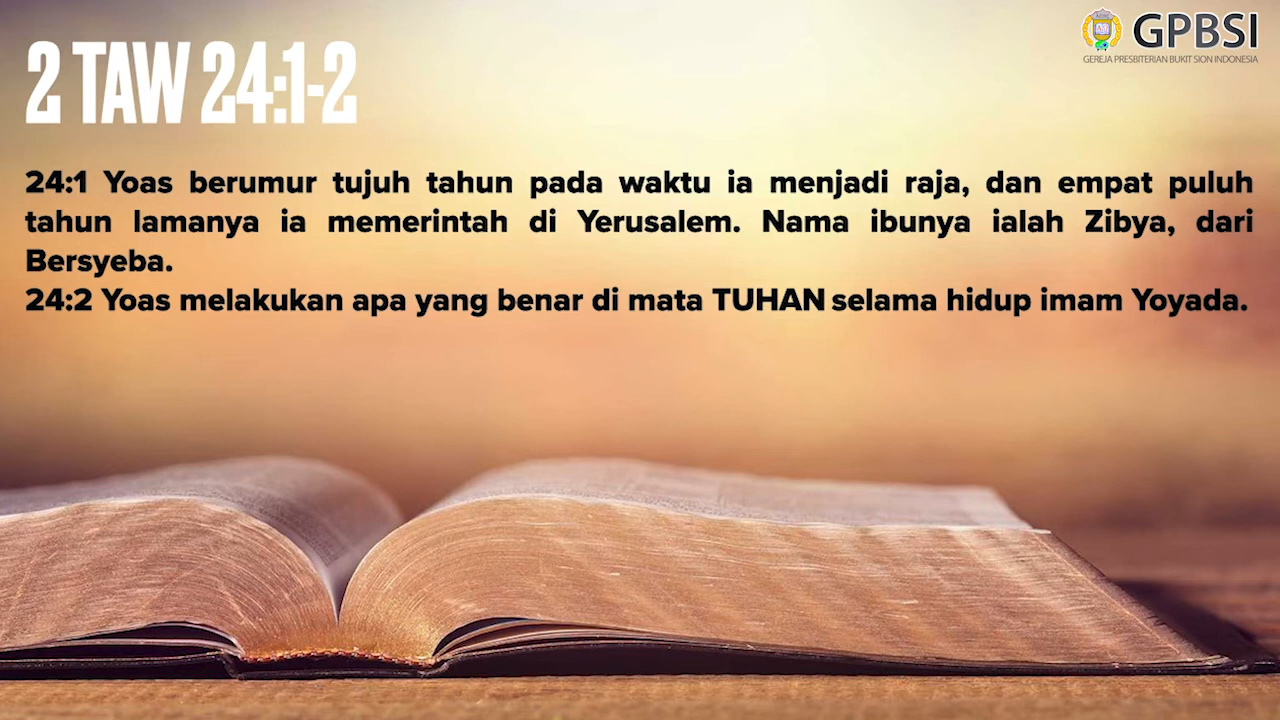 GPBSI
GEREJA PRESBITERIAN BUKIT SION INDONESIA
2 TAW 24:1-2
24:1 Yoas berumur tujuh tahun pada waktu ia menjadi raja, dan empat puluh
tahun lamanya ia memerintah di Yerusalem. Nama ibunya ialah Zibya, dari
Bersyeba.
24:2 Yoas melakukan apa yang benar di mata TUHAN selama hidup imam Yoyada.